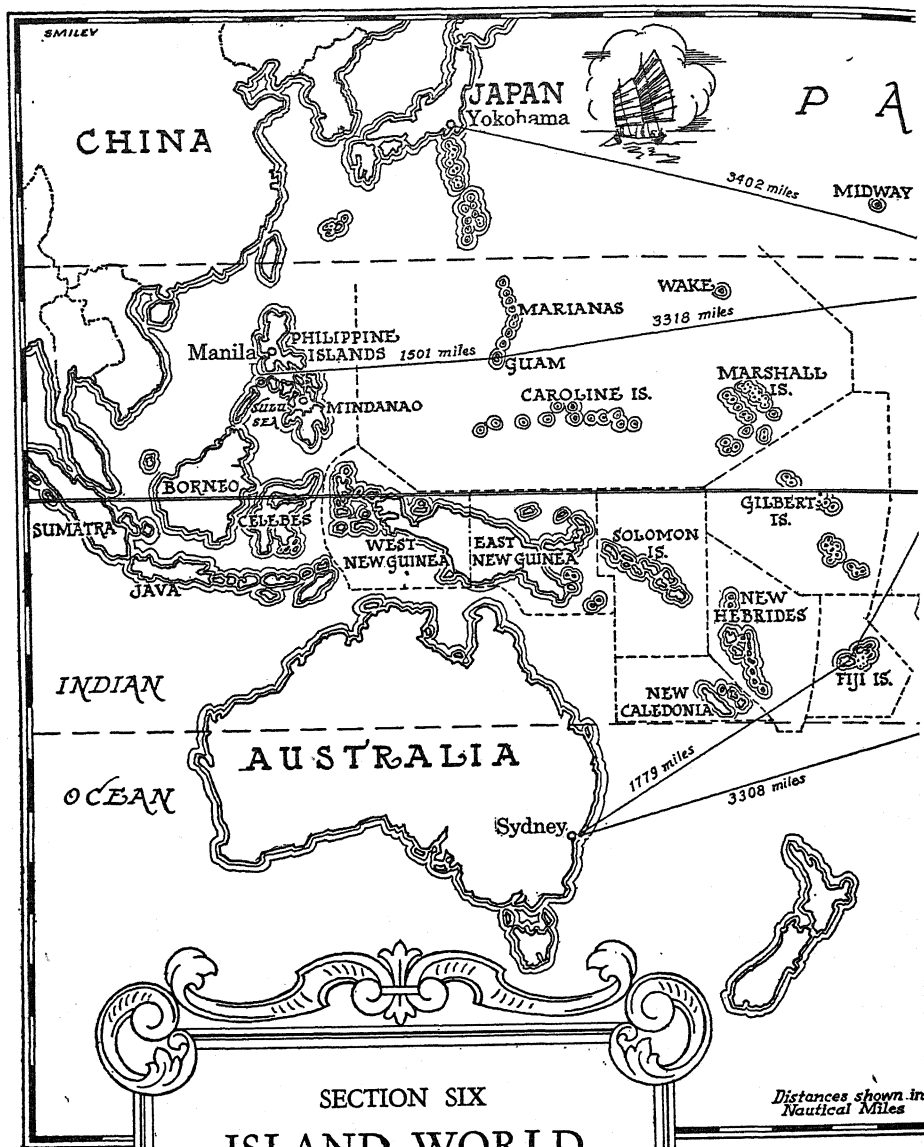 SMILEY
CHINA
JAPAN
Yokohama
P A
3402 miles
MIDWAY
MARIANAS
WAKE
3318 miles
PHILIPPINE
ISLANDS
Manila
1501 miles
GUAM
CAROLINE IS.
MARSHALL
IS.
SULU
SEA
MINDANAO
BORNEO
SUMATRA
CELEBES
GILBERT
IS.
WEST
NEW GUINEA
EAST
NEW GUINEA
SOLOMON
IS.
JAVA
NEW
HEBRIDES
FIJI IS.
NEW
CALEDONIA
INDIAN
OCEAN
AUSTRALIA
1779 miles
3308 miles
Sydney
SECTION SIX
ISLAND WORLD
Distances shown in
Nautical Miles